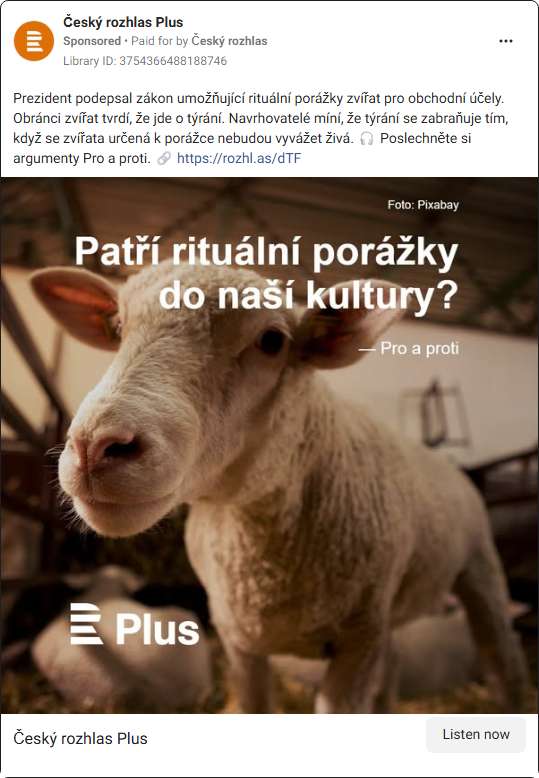 Český rozhlas Plus
Sponsored • Paid for by Český rozhlas
Library ID: 3754366488188746
Prezident podepsal zákon umožňující rituální porážky zvířat pro obchodní účely.
Obránci zvířat tvrdí, že jde o týrání. Navrhovatelé míní, že týrání se zabraňuje tím,
když se zvířata určená k porážce nebudou vyvážet živá. 🎧 Poslechněte si
argumenty Pro a proti. 🔗 https://rozhl.as/dTF
Foto: Pixabay
Patří rituální porážky
do naší kultury?
— Pro a proti
Plus
Český rozhlas Plus
Listen now